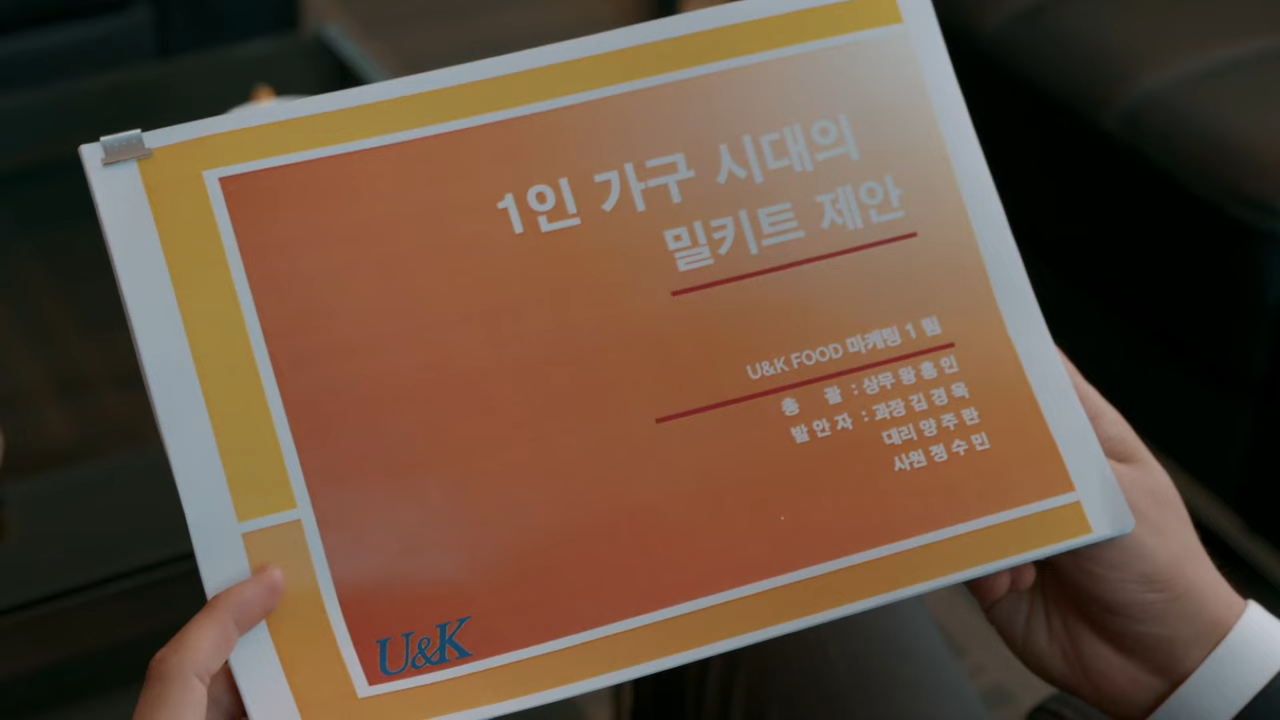 1인 가구 시대의
밀키트 제안
U&K FOOD 마케팅 1 팀
총 괄 : 상무 왕 흥 인
발 안 자 : 과장 김 경 욱
대리 양 주 만
사원 정 수 민
U&K